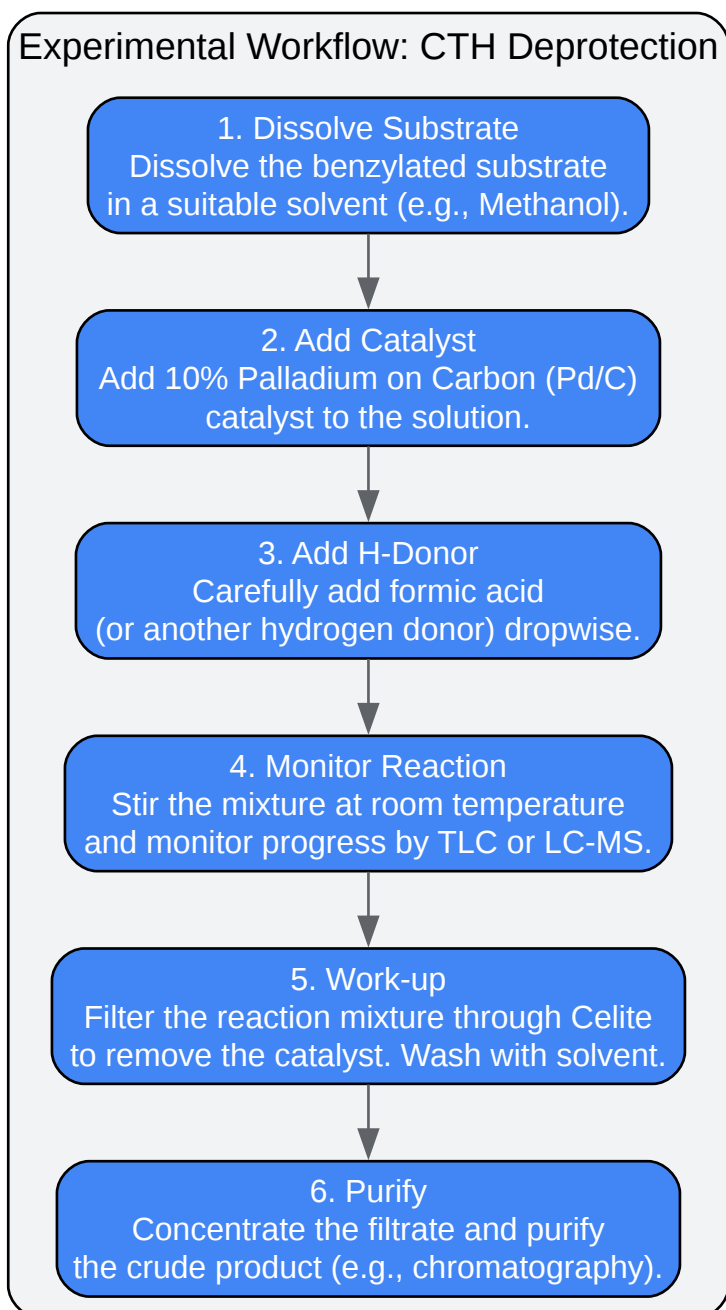 Experimental Workflow: CTH Deprotection
1. Dissolve Substrate
Dissolve the benzylated substrate
in a suitable solvent (e.g., Methanol).
2. Add Catalyst
Add 10% Palladium on Carbon (Pd/C)
catalyst to the solution.
3. Add H-Donor
Carefully add formic acid
(or another hydrogen donor) dropwise.
4. Monitor Reaction
Stir the mixture at room temperature
and monitor progress by TLC or LC-MS.
5. Work-up
Filter the reaction mixture through Celite
to remove the catalyst. Wash with solvent.
6. Purify
Concentrate the filtrate and purify
the crude product (e.g., chromatography).